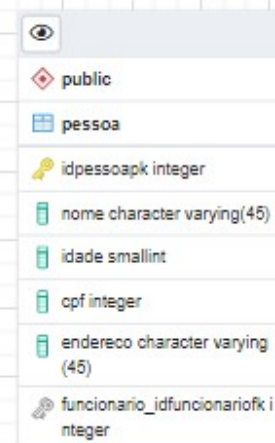 public
pessoa
idpessoapk integer
nome character varying(45)
idade smallint
cpf integer
endereco character varying
(45)
funcionario_idfuncionariofk i
nteger